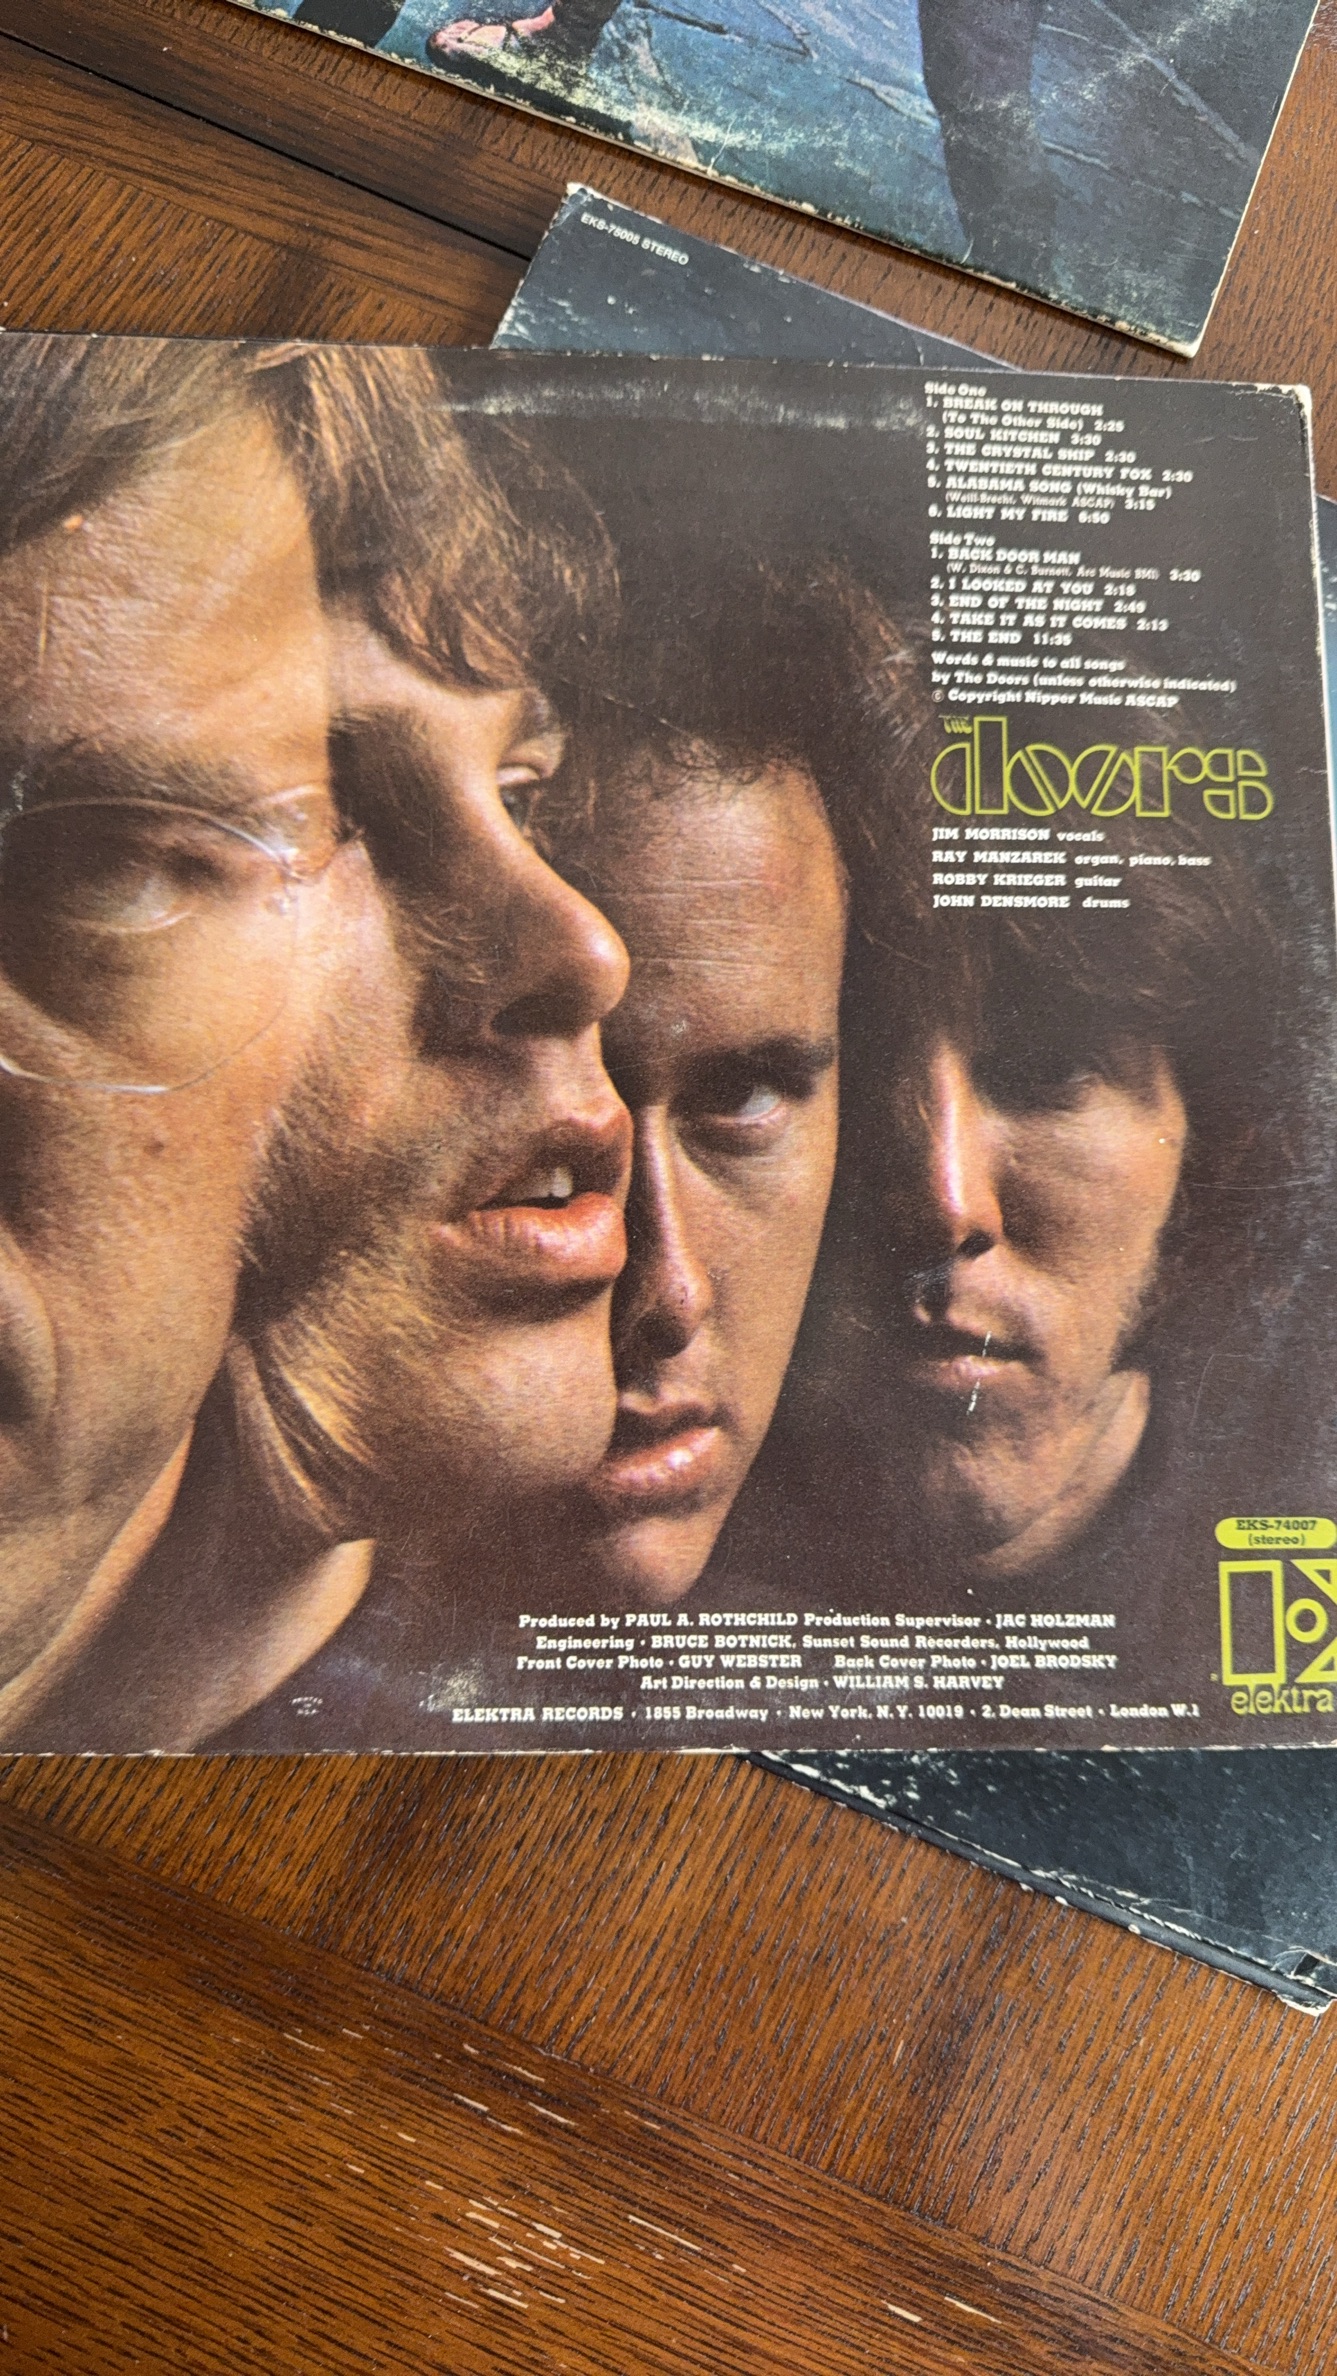 EKS-75005 STEREO
Side One
1. BREAK ON THROUGH
(To The Other Side) 2:25
2. SOUL KITCHEN 3:30
3. THE CRYSTAL SHIP 2:30
4. TWENTIETH CENTURY FOX 2:30
5. ALABAMA SONG (Whisky Bar)
(Weill-Brecht, Witmark ASCAP) 3:15
6. LIGHT MY FIRE 6:50
Side Two
1. BACK DOOR MAN
(W. Dixon & C. Burnett, Arc Music BMI) 3:30
2. I LOOKED AT YOU 2:18
3. END OF THE NIGHT 2:49
4. TAKE IT AS IT COMES 2:13
5. THE END 11:35
Words & music to all songs
by The Doors (unless otherwise indicated)
© Copyright Nipper Music ASCAP
THE
doors
JIM MORRISON vocals
RAY MANZAREK organ, piano, bass
ROBBY KRIEGER guitar
JOHN DENSMORE drums
EKS-74007
(stereo)
elektra
Produced by PAUL A. ROTHCHILD Production Supervisor · JAC HOLZMAN
Engineering · BRUCE BOTNICK, Sunset Sound Recorders, Hollywood
Front Cover Photo · GUY WEBSTER Back Cover Photo · JOEL BRODSKY
Art Direction & Design · WILLIAM S. HARVEY
ELEKTRA RECORDS · 1855 Broadway · New York, N.Y. 10019 · 2, Dean Street · London W.1
PRINTED
IN
U.S.A.